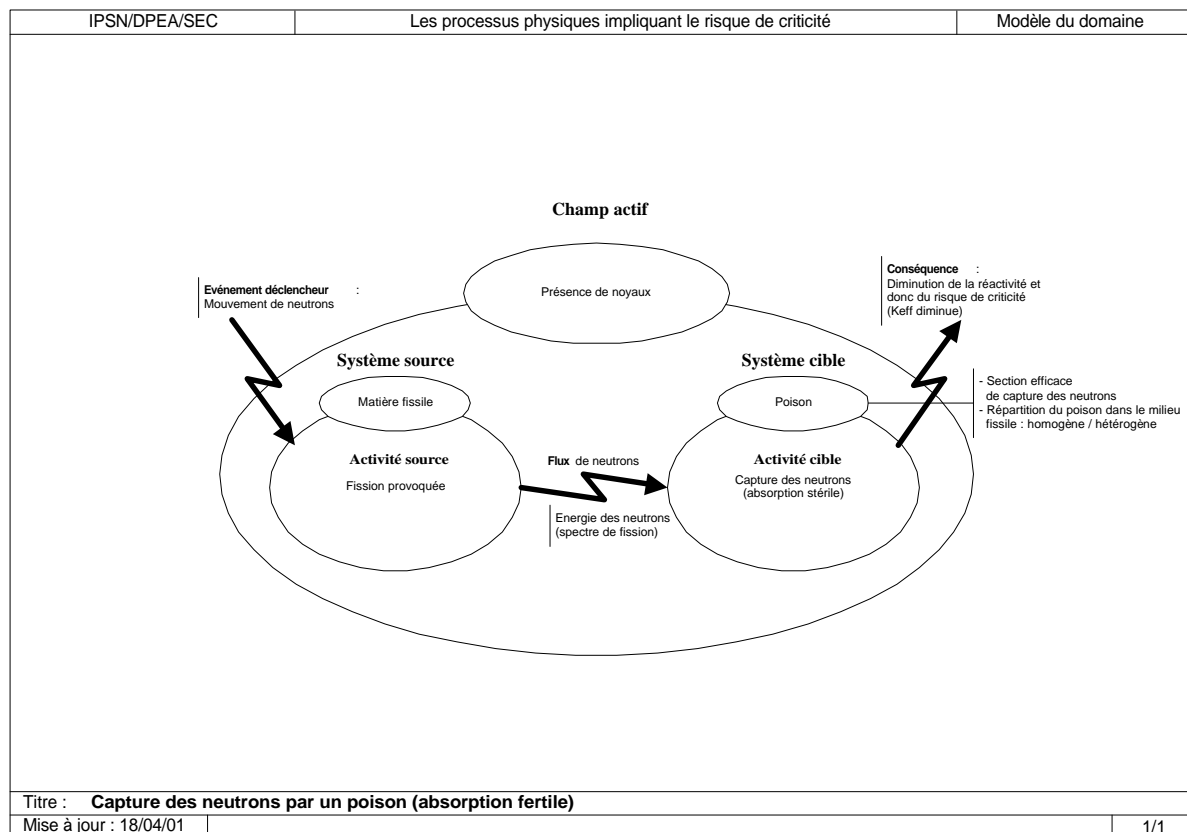 IPSN/DPEA/SEC
Les processus physiques impliquant le risque de criticité
Modèle du domaine
Champ actif
Présence de noyaux
Evénement déclencheur :
Mouvement de neutrons
Conséquence :
Diminution de la réactivité et
donc du risque de criticité
(Keff diminue)
Système source
Matière fissile
Activité source
Fission provoquée
Flux de neutrons
Energie des neutrons
(spectre de fission)
Système cible
Poison
Activité cible
Capture des neutrons
(absorption stérile)
- Section efficace
de capture des neutrons
- Répartition du poison dans le milieu
fissile : homogène / hétérogène
Titre : Capture des neutrons par un poison (absorption fertile)
Mise à jour : 18/04/01
1/1